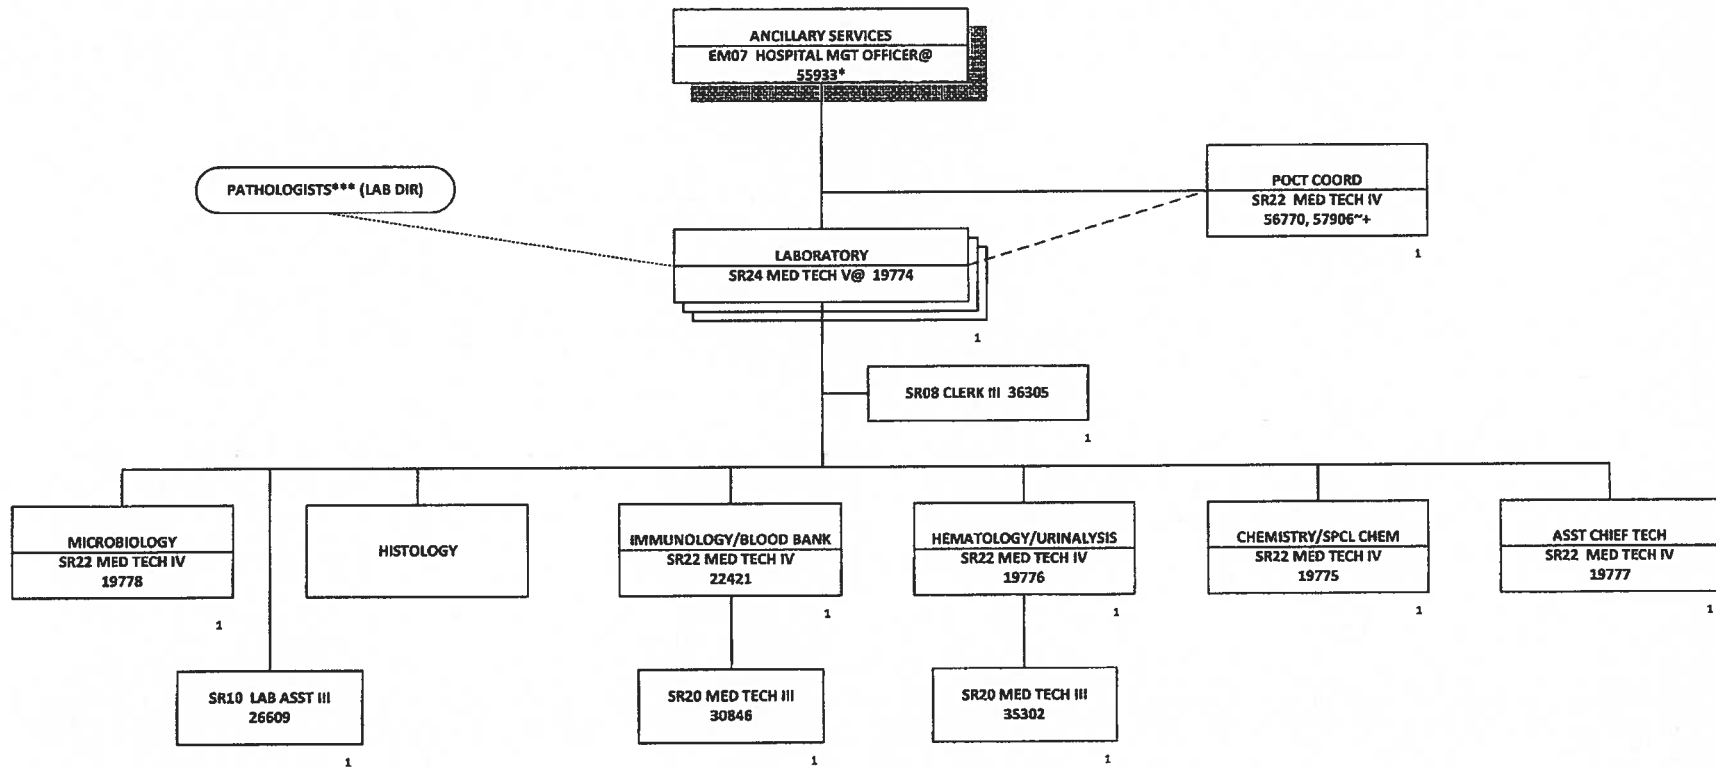 ANCILLARY SERVICES
EM07 HOSPITAL MGT OFFICER@
55933*
PATHOLOGISTS*** (LAB DIR)
POCT COORD
SR22 MED TECH IV
56770, 57906~+
1
LABORATORY
SR24 MED TECH V@ 19774
1
SR08 CLERK III 36305
1
MICROBIOLOGY
SR22 MED TECH IV
19778
1
HISTOLOGY
IMMUNOLOGY/BLOOD BANK
SR22 MED TECH IV
22421
1
HEMATOLOGY/URINALYSIS
SR22 MED TECH IV
19776
1
CHEMISTRY/SPCL CHEM
SR22 MED TECH IV
19775
1
ASST CHIEF TECH
SR22 MED TECH IV
19777
1
SR10 LAB ASST III
26609
1
SR20 MED TECH III
30846
1
SR20 MED TECH III
35302
1